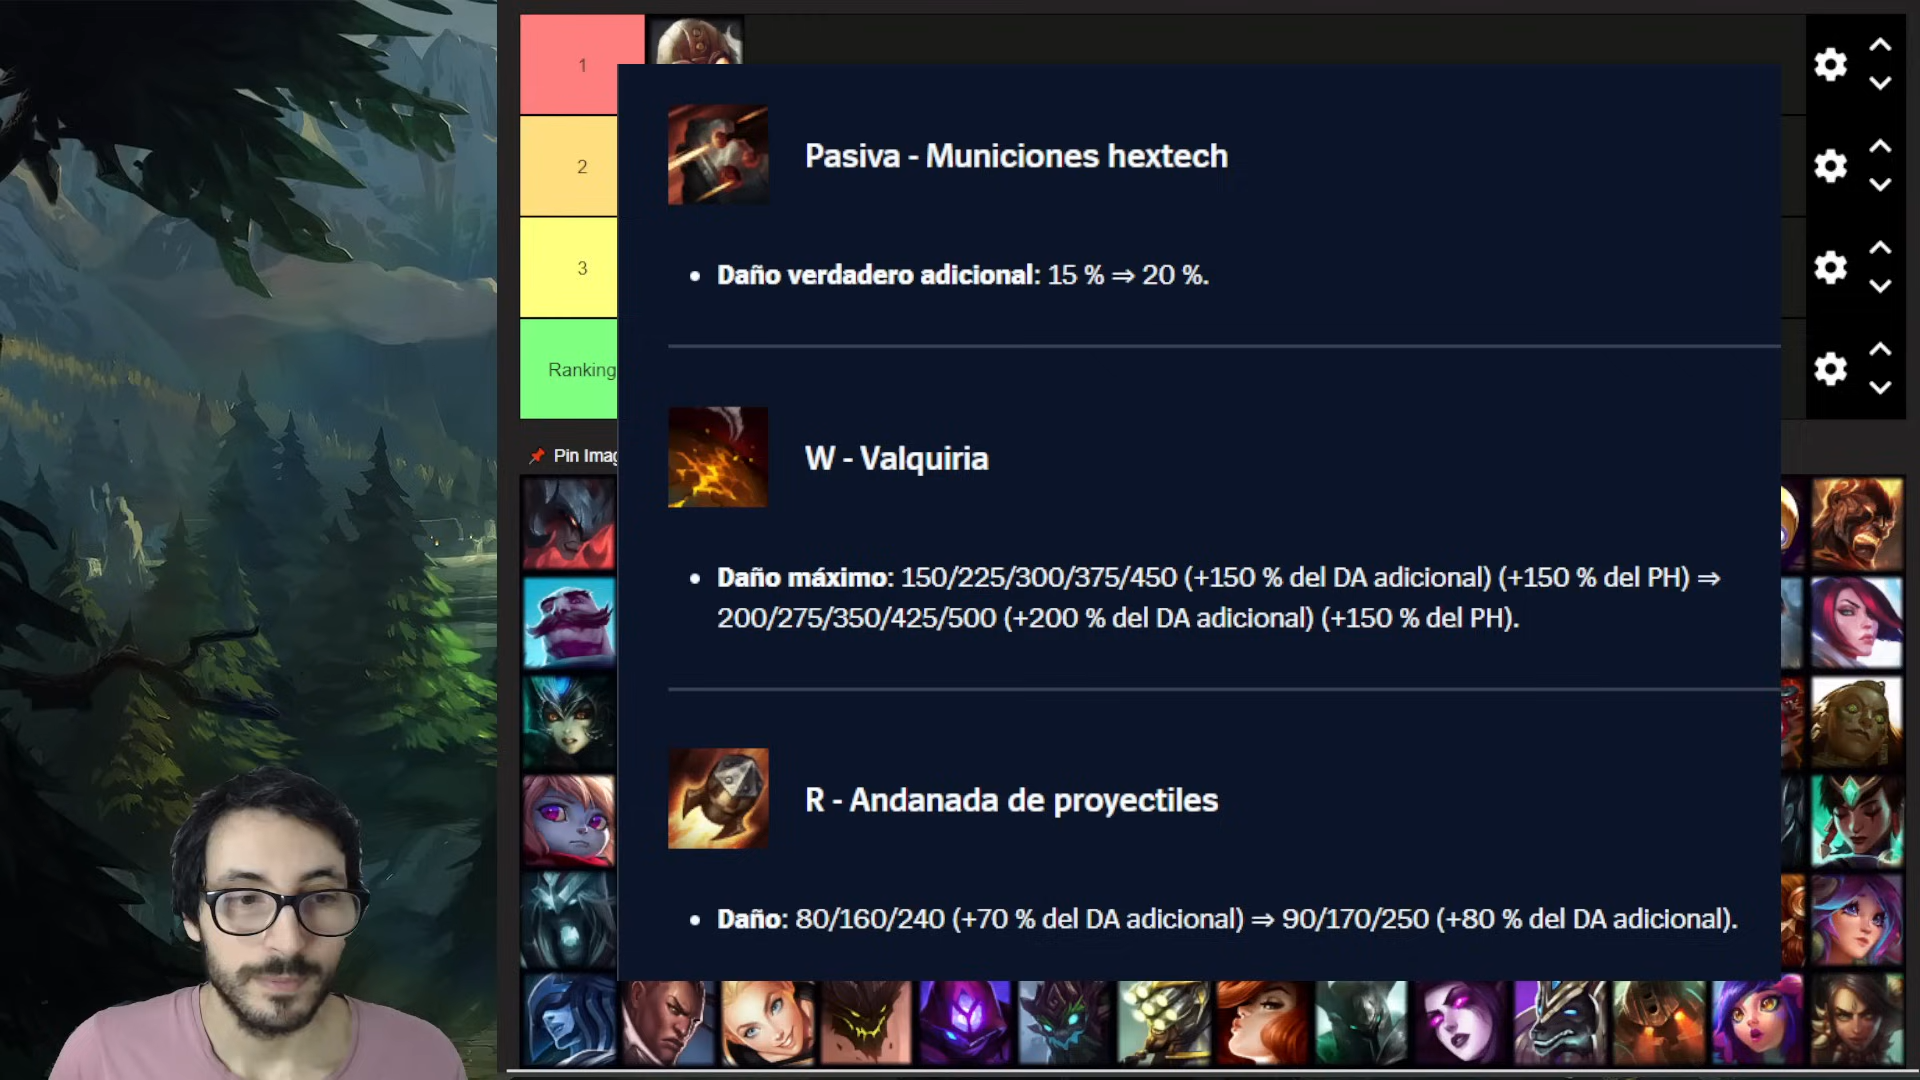 1
2
3
Ranking
Pin Imag
Pasiva - Municiones hextech
• Daño verdadero adicional: 15 % ⇒ 20 %.
W - Valquiria
• Daño máximo: 150/225/300/375/450 (+150 % del DA adicional) (+150 % del PH) ⇒
200/275/350/425/500 (+200 % del DA adicional) (+150 % del PH).
R - Andanada de proyectiles
• Daño: 80/160/240 (+70 % del DA adicional) ⇒ 90/170/250 (+80 % del DA adicional).